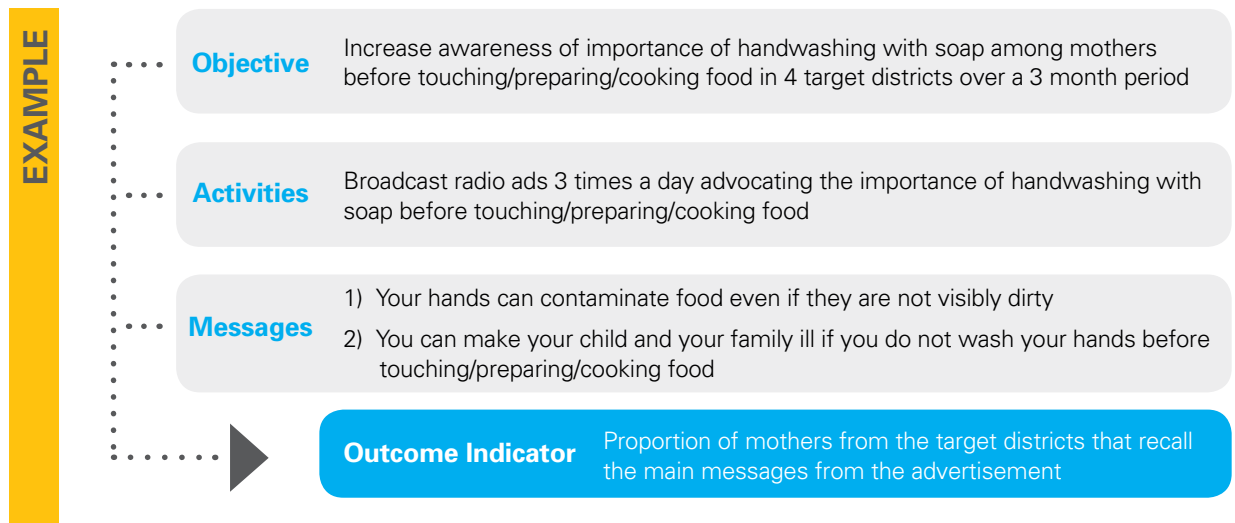 EXAMPLE
Objective
Increase awareness of importance of handwashing with soap among mothers
before touching/preparing/cooking food in 4 target districts over a 3 month period
Activities
Broadcast radio ads 3 times a day advocating the importance of handwashing with
soap before touching/preparing/cooking food
Messages
1) Your hands can contaminate food even if they are not visibly dirty
2) You can make your child and your family ill if you do not wash your hands before
touching/preparing/cooking food
Outcome Indicator
Proportion of mothers from the target districts that recall
the main messages from the advertisement